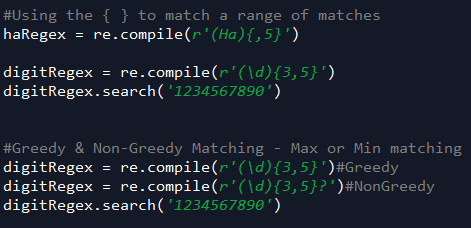 #Using the { } to match a range of matches
haRegex = re.compile(r'(Ha){,5}')
digitRegex = re.compile(r'(\d){3,5}')
digitRegex.search('1234567890')
#Greedy & Non-Greedy Matching - Max or Min matching
digitRegex = re.compile(r'(\d){3,5}')#Greedy
digitRegex = re.compile(r'(\d){3,5}?')#NonGreedy
digitRegex.search('1234567890')